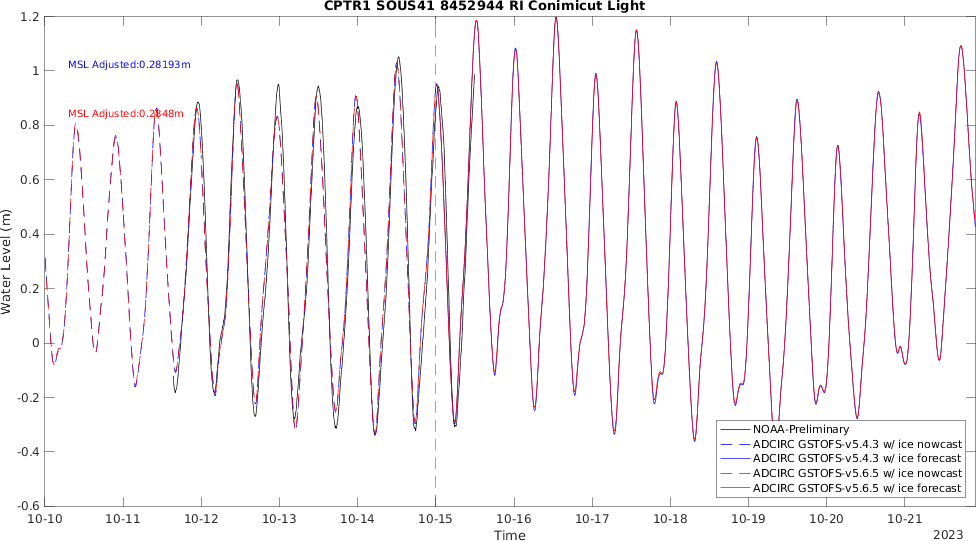 CPTR1 SOUS41 8452944 RI Conimicut Light
1.2
1
0.8
0.6
0.4
0.2
0
-0.2
-0.4
-0.6
Water Level (m)
MSL Adjusted:0.28193m
MSL Adjusted:0.2848m
NOAA-Preliminary
ADCIRC GSTOFS-v5.4.3 w/ ice nowcast
ADCIRC GSTOFS-v5.4.3 w/ ice forecast
ADCIRC GSTOFS-v5.6.5 w/ ice nowcast
ADCIRC GSTOFS-v5.6.5 w/ ice forecast
10-10 10-11 10-12 10-13 10-14 10-15 10-16 10-17 10-18 10-19 10-20 10-21
Time
2023